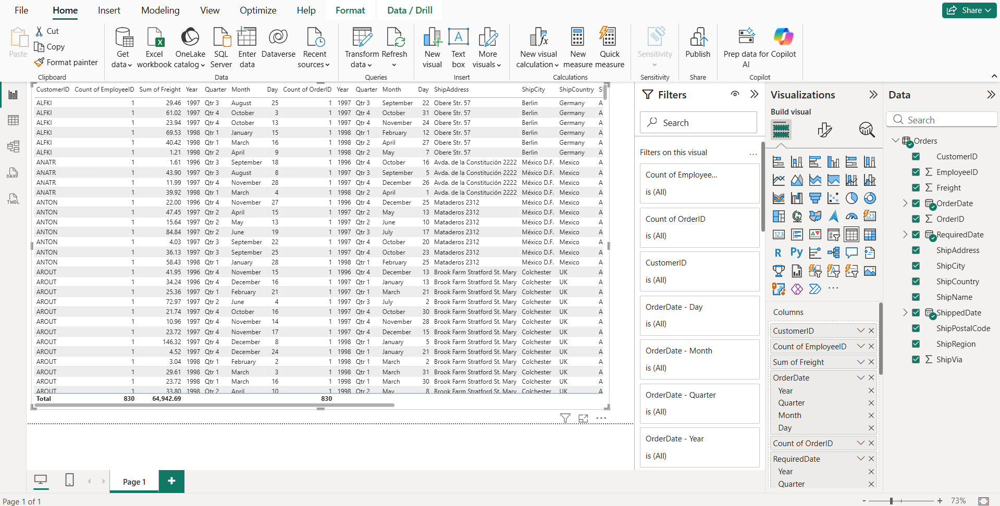 File Home Insert Modeling View Optimize Help Format Data / Drill Share
Paste Cut Copy Format painter
Get data Excel workbook OneLake catalog SQL Server Enter data Dataverse Recent sources
Transform data Refresh
New visual Text box More visuals
New visual calculation New measure Quick measure
Sensitivity Publish Prep data for AI Copilot
Clipboard Data Queries Insert Calculations Sensitivity Share Copilot
CustomerID Count of EmployeeID Sum of Freight Year Quarter Month Day Count of OrderID Year Quarter Month Day ShipAddress ShipCity ShipCountry
ALFKI 1 29.46 1997 Qtr 3 August 25 1 1997 Qtr 3 September 22 Obere Str. 57 Berlin Germany A
ALFKI 1 61.02 1997 Qtr 4 October 3 1 1997 Qtr 4 October 31 Obere Str. 57 Berlin Germany A
ALFKI 1 23.94 1997 Qtr 4 October 13 1 1997 Qtr 4 November 24 Obere Str. 57 Berlin Germany A
ALFKI 1 69.53 1998 Qtr 1 January 15 1 1998 Qtr 1 February 12 Obere Str. 57 Berlin Germany A
ALFKI 1 40.42 1998 Qtr 1 March 16 1 1998 Qtr 2 April 27 Obere Str. 57 Berlin Germany A
ALFKI 1 1.21 1998 Qtr 2 April 9 1 1998 Qtr 2 May 7 Obere Str. 57 Berlin Germany A
ANATR 1 1.61 1996 Qtr 3 September 18 1 1996 Qtr 4 October 16 Avda. de la Constitución 2222 México D.F. Mexico A
ANATR 1 43.90 1997 Qtr 3 August 8 1 1997 Qtr 3 September 5 Avda. de la Constitución 2222 México D.F. Mexico A
ANATR 1 11.99 1997 Qtr 4 November 28 1 1997 Qtr 4 December 26 Avda. de la Constitución 2222 México D.F. Mexico A
ANATR 1 39.92 1998 Qtr 1 March 4 1 1998 Qtr 2 April 1 Avda. de la Constitución 2222 México D.F. Mexico A
ANTON 1 22.00 1996 Qtr 4 November 27 1 1996 Qtr 4 December 25 Mataderos 2312 México D.F. Mexico A
ANTON 1 47.45 1997 Qtr 2 April 15 1 1997 Qtr 2 May 13 Mataderos 2312 México D.F. Mexico A
ANTON 1 15.64 1997 Qtr 2 May 13 1 1997 Qtr 2 June 10 Mataderos 2312 México D.F. Mexico A
ANTON 1 84.84 1997 Qtr 2 June 19 1 1997 Qtr 3 July 17 Mataderos 2312 México D.F. Mexico A
ANTON 1 4.03 1997 Qtr 3 September 22 1 1997 Qtr 4 October 20 Mataderos 2312 México D.F. Mexico A
ANTON 1 36.13 1997 Qtr 3 September 25 1 1997 Qtr 4 October 23 Mataderos 2312 México D.F. Mexico A
ANTON 1 58.43 1998 Qtr 1 January 28 1 1998 Qtr 1 February 25 Mataderos 2312 México D.F. Mexico A
AROUT 1 41.95 1996 Qtr 4 November 15 1 1996 Qtr 4 December 13 Brook Farm Stratford St. Mary Colchester UK A
AROUT 1 34.24 1996 Qtr 4 December 16 1 1997 Qtr 1 January 13 Brook Farm Stratford St. Mary Colchester UK A
AROUT 1 25.36 1997 Qtr 1 February 21 1 1997 Qtr 1 March 21 Brook Farm Stratford St. Mary Colchester UK A
AROUT 1 72.97 1997 Qtr 2 June 4 1 1997 Qtr 3 July 2 Brook Farm Stratford St. Mary Colchester UK A
AROUT 1 21.74 1997 Qtr 4 October 16 1 1997 Qtr 4 October 30 Brook Farm Stratford St. Mary Colchester UK A
AROUT 1 10.96 1997 Qtr 4 November 14 1 1997 Qtr 4 November 28 Brook Farm Stratford St. Mary Colchester UK A
AROUT 1 23.72 1997 Qtr 4 November 17 1 1997 Qtr 4 December 15 Brook Farm Stratford St. Mary Colchester UK A
AROUT 1 146.32 1997 Qtr 4 December 8 1 1998 Qtr 1 January 5 Brook Farm Stratford St. Mary Colchester UK A
AROUT 1 4.52 1997 Qtr 4 December 24 1 1998 Qtr 1 January 21 Brook Farm Stratford St. Mary Colchester UK A
AROUT 1 3.04 1998 Qtr 1 February 2 1 1998 Qtr 1 March 2 Brook Farm Stratford St. Mary Colchester UK A
AROUT 1 29.61 1998 Qtr 1 March 3 1 1998 Qtr 1 March 31 Brook Farm Stratford St. Mary Colchester UK A
AROUT 1 23.72 1998 Qtr 1 March 16 1 1998 Qtr 1 March 30 Brook Farm Stratford St. Mary Colchester UK A
AROUT 1 33.80 1998 Qtr 2 April 10 1 1998 Qtr 2 May 8 Brook Farm Stratford St. Mary Colchester UK A
Total 830 64,942.69 830
Filters
Search
Filters on this visual ...
Count of Employee...
is (All)
Count of OrderID
is (All)
CustomerID
is (All)
OrderDate - Day
is (All)
OrderDate - Month
is (All)
OrderDate - Quarter
is (All)
OrderDate - Year
is (All)
Visualizations
Build visual
123
123
R Py
...
Columns
CustomerID
Count of EmployeeID
Sum of Freight
OrderDate
Year
Quarter
Month
Day
Count of OrderID
RequiredDate
Year
Quarter
Data
Search
Orders
CustomerID
EmployeeID
Freight
OrderDate
OrderID
RequiredDate
ShipAddress
ShipCity
ShipCountry
ShipName
ShippedDate
ShipPostalCode
ShipRegion
ShipVia
DAX
TMDL
Page 1 +
Page 1 of 1
- + 73%